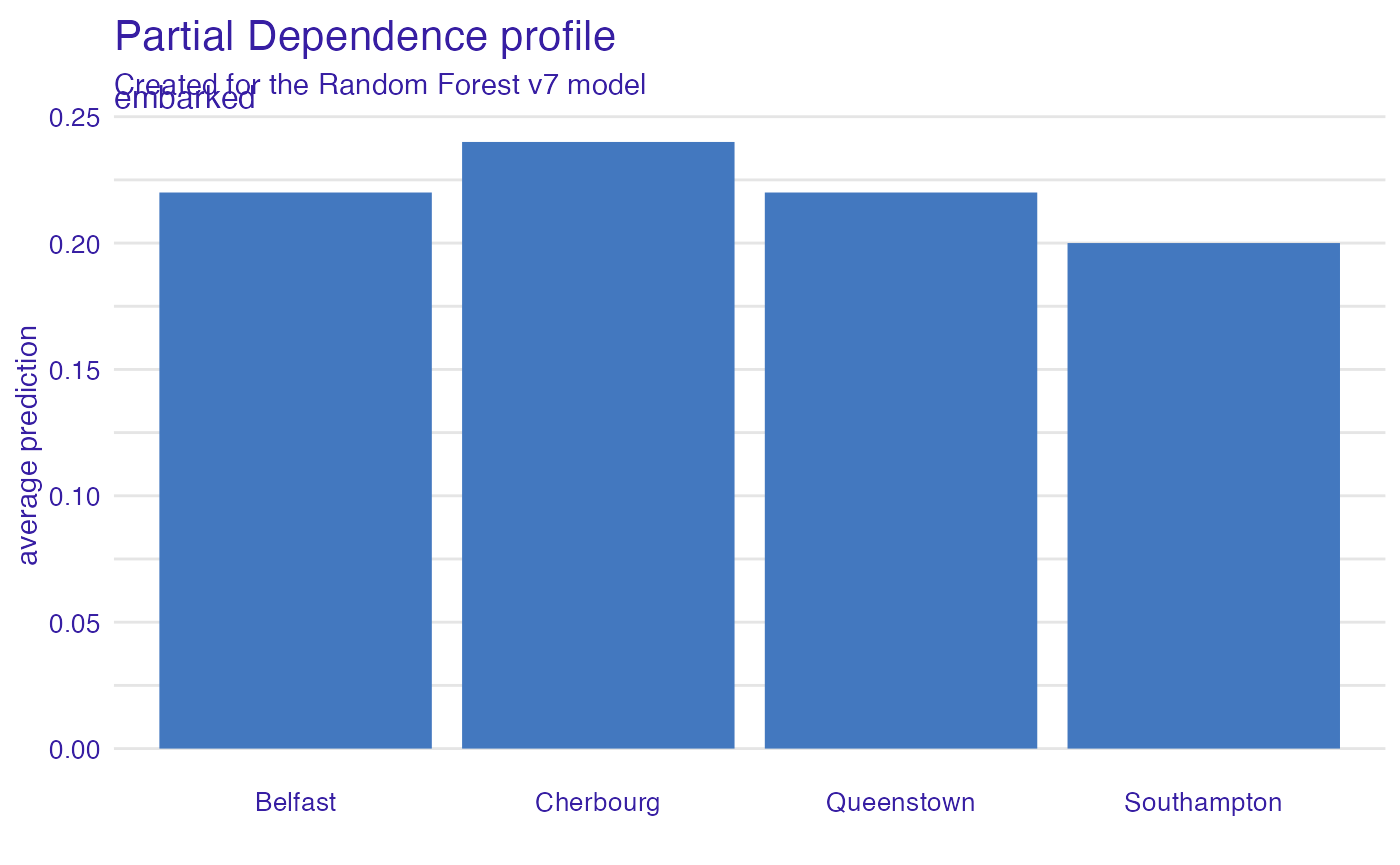 Partial Dependence profile
Created for the Random Forest v7 model
embarked
0.25
0.20
0.15
0.10
0.05
0.00
average prediction
Belfast Cherbourg Queenstown Southampton